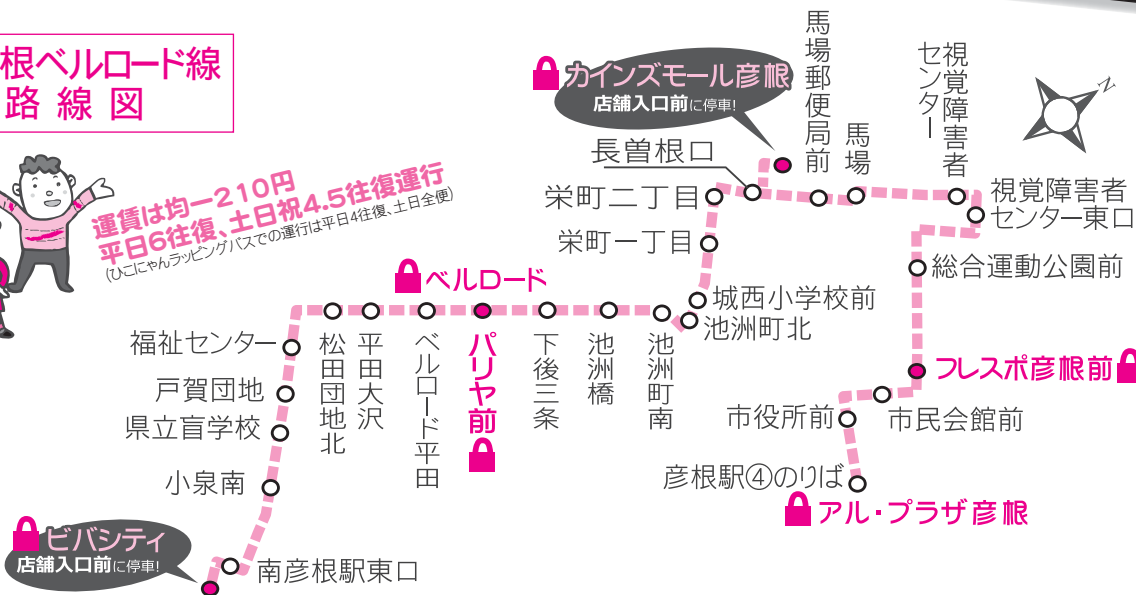 根ベルロード線
路線図
運賃は均一210円
平日6往復、土日祝4.5往復運行
(ひこにゃんラッピングバスでの運行は平日4往復、土日全便)
カインズモール彦根
店舗入口前に停車!
馬場郵便局前
馬場
視覚障害者
センター
N
長曽根口
栄町二丁目
視覚障害者
センター東口
栄町一丁目
総合運動公園前
ベルロード
城西小学校前
池洲町北
福祉センター
松田団地北
平田大沢
ベルロード平田
パリヤ前
下後三条
池洲橋
池洲町南
戸賀団地
県立盲学校
小泉南
フレスポ彦根前
市役所前
市民会館前
彦根駅④のりば
アル・プラザ彦根
ビバシティ
店舗入口前に停車!
南彦根駅東口